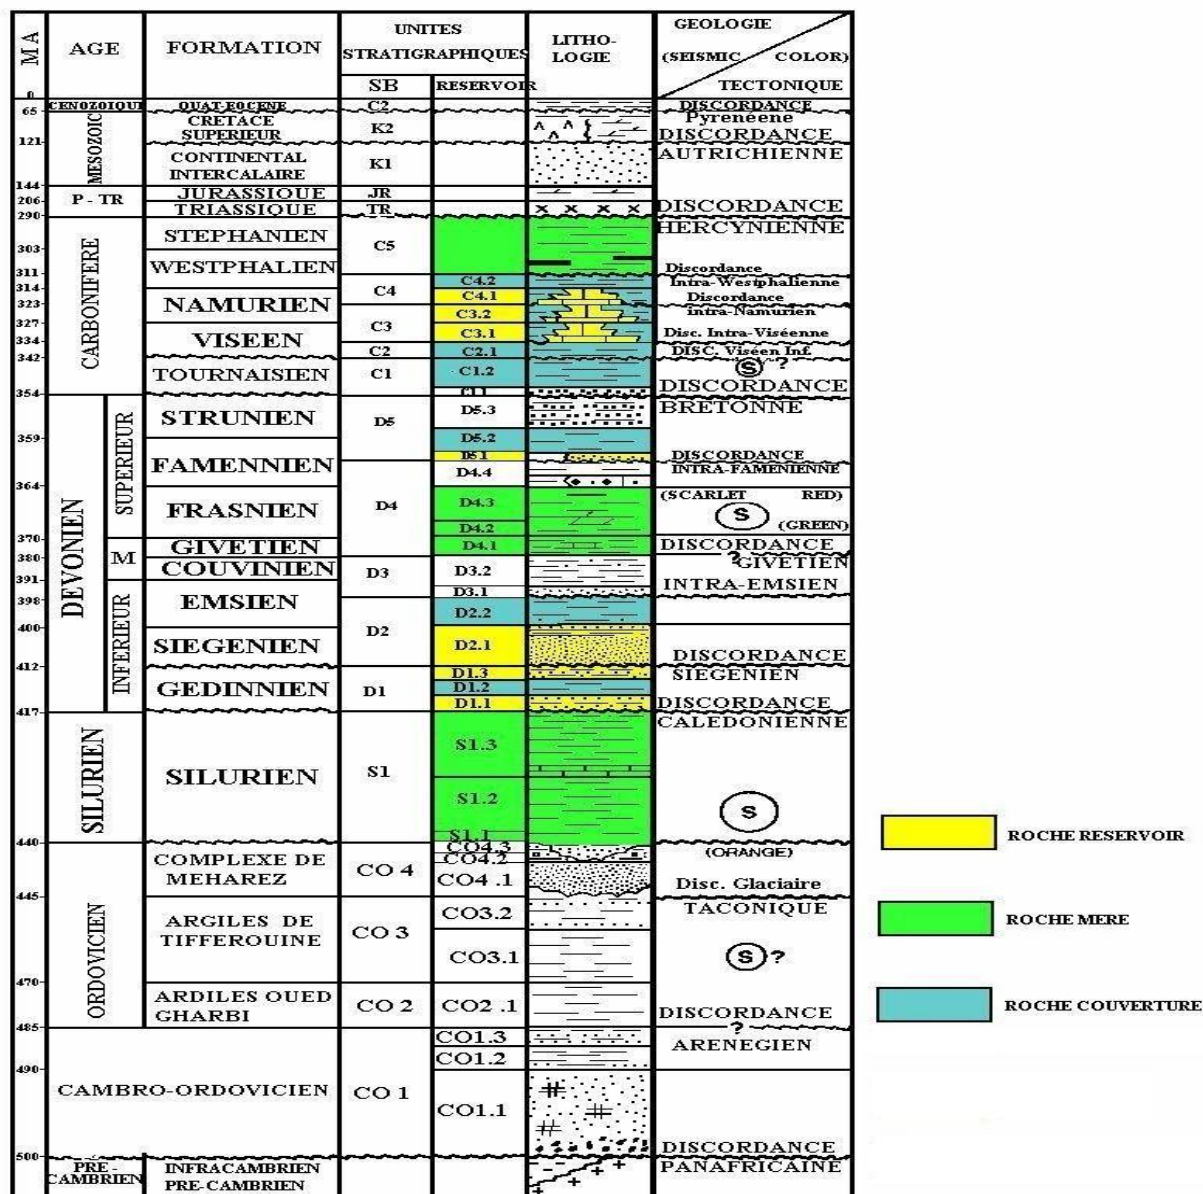 MA
AGE
FORMATION
UNITES
STRATIGRAPHIQUES
SB
RESERVOIR
LITHO-
LOGIE
GEOLOGIE
(SEISMIC COLOR)
TECTONIQUE
0
CENOZOIQUE
QUAT-EOCENE
C2
DISCORDANCE
65
Pyrenéene
MESOZOIC
CRETACE
SUPERIEUR
K2
DISCORDANCE
121
AUTRICHIENNE
CONTINENTAL
INTERCALAIRE
K1
144
P - TR
JURASSIQUE
JR
206
TRIASSIQUE
TR
DISCORDANCE
290
HERCYNIENNE
CARBONIFERE
STEPHANIEN
C5
303
WESTPHALIEN
Discordance
311
Intra-Westphalienne
C4
C4.2
314
NAMURIEN
C4.1
Discordance
323
intra-Namurien
C3.2
327
C3
VISEEN
C3.1
Disc. Intra-Viséenne
334
C2
C2.1
DISC. Viséen Inf.
342
TOURNAISIEN
C1
C1.2
S ?
DISCORDANCE
C1.1
354
BRETONNE
DEVONIEN
SUPERIEUR
STRUNIEN
D5
D5.3
359
D5.2
FAMENNIEN
D5.1
DISCORDANCE
D4.4
INTRA-FAMENIENNE
364
(SCARLET RED)
FRASNIEN
D4
D4.3
S
D4.2
(GREEN)
370
M
GIVETIEN
D4.1
DISCORDANCE
380
?
GIVETIEN
COUVINIEN
D3
D3.2
391
INTRA-EMSIEN
INFERIEUR
EMSIEN
D3.1
398
D2.2
400
D2
SIEGENIEN
D2.1
DISCORDANCE
412
SIEGENIEN
GEDINNIEN
D1
D1.3
D1.2
D1.1
DISCORDANCE
417
CALEDONIENNE
SILURIEN
SILURIEN
S1
S1.3
S1.2
S
S1.1
440
ORDOVICIEN
COMPLEXE DE
MEHAREZ
CO 4
CO4.3
(ORANGE)
CO4.2
CO4 .1
Disc. Glaciaire
445
TACONIQUE
ARGILES DE
TIFFEROUINE
CO 3
CO3.2
CO3.1
S ?
470
ARDILES OUED
GHARBI
CO 2
CO2 .1
DISCORDANCE
485
?
CAMBRO-ORDOVICIEN
CO 1
CO1.3
ARENEGIEN
CO1.2
490
CO1.1
DISCORDANCE
500
PANAFRICAINE
PRE -
CAMBRIEN
INFRACAMBRIEN
PRE-CAMBRIEN
ROCHE RESERVOIR
ROCHE MERE
ROCHE COUVERTURE